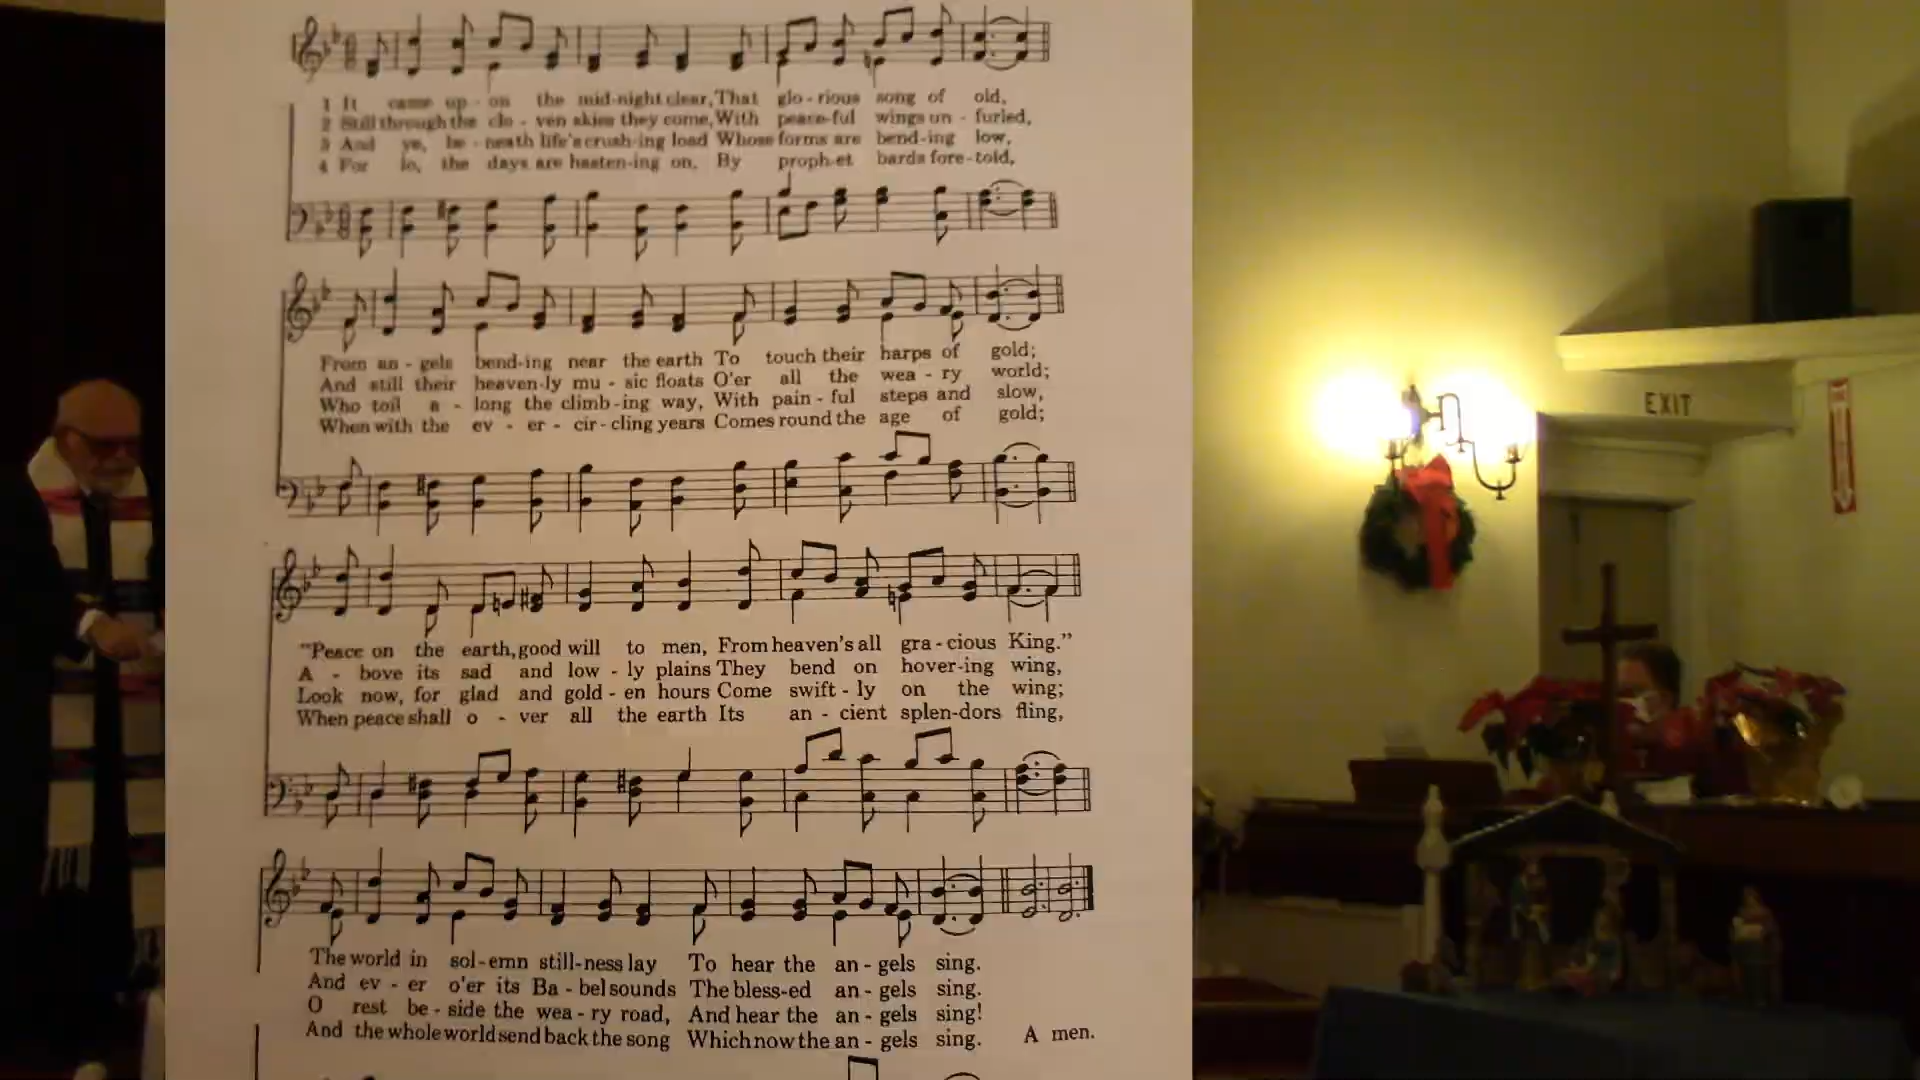 1 It came up - on the mid-night clear, That glo - rious song of old,
2 Still through the clo - ven skies they come, With peace-ful wings un - furled,
3 And ye, be - neath life's crush-ing load Whose forms are bend-ing low,
4 For lo, the days are hasten-ing on, By proph-et bards fore-told,
From an - gels bend-ing near the earth To touch their harps of gold;
And still their heaven-ly mu - sic floats O'er all the wea - ry world;
Who toil a - long the climb-ing way, With pain - ful steps and slow,
When with the ev - er - cir - cling years Comes round the age of gold;
"Peace on the earth, good will to men, From heaven's all gra - cious King."
A - bove its sad and low - ly plains They bend on hover-ing wing,
Look now, for glad and gold - en hours Come swift - ly on the wing;
When peace shall o - ver all the earth Its an - cient splen-dors fling,
The world in sol-emn still-ness lay To hear the an - gels sing.
And ev - er o'er its Ba - bel sounds The bless-ed an - gels sing.
O rest be - side the wea - ry road, And hear the an - gels sing!
And the whole world send back the song Which now the an - gels sing. A men.
EXIT